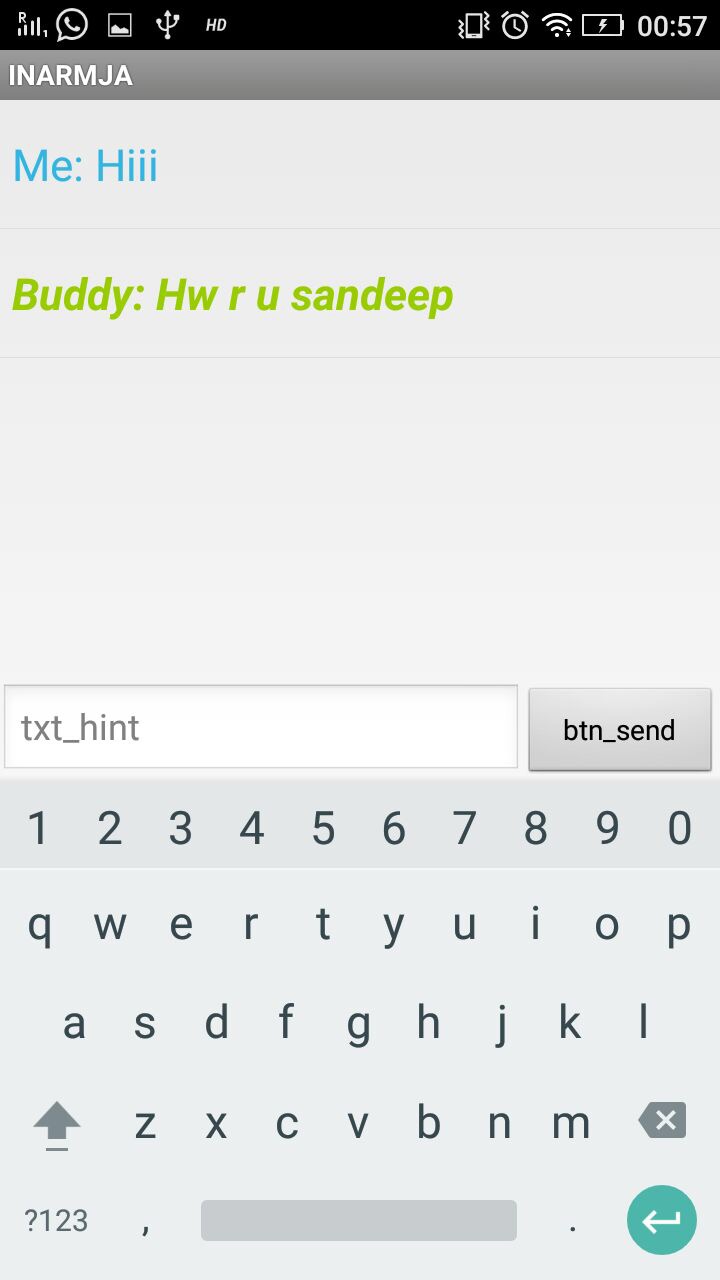 R 1 HD 00:57
INARMJA
Me: Hiii
Buddy: Hw r u sandeep
txt_hint btn_send
1 2 3 4 5 6 7 8 9 0
q w e r t y u i o p
a s d f g h j k l
z x c v b n m
?123 , .